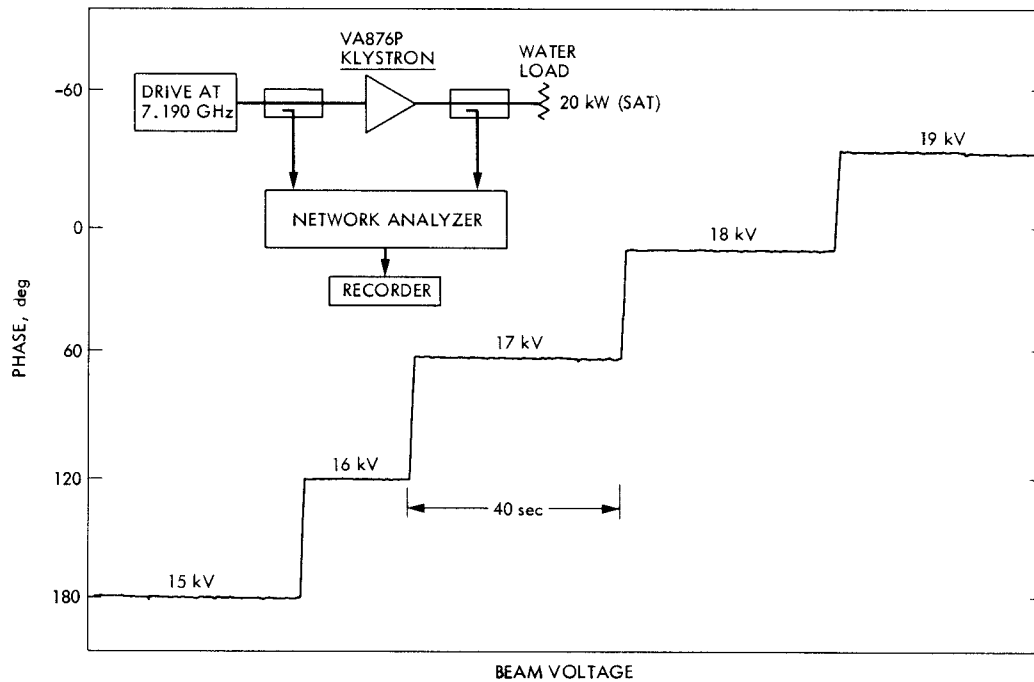 VA876P
KLYSTRON
WATER
LOAD
DRIVE AT
7.190 GHz
20 kW (SAT)
NETWORK ANALYZER
RECORDER
-60
0
60
120
180
PHASE, deg
19 kV
18 kV
17 kV
16 kV
40 sec
15 kV
BEAM VOLTAGE